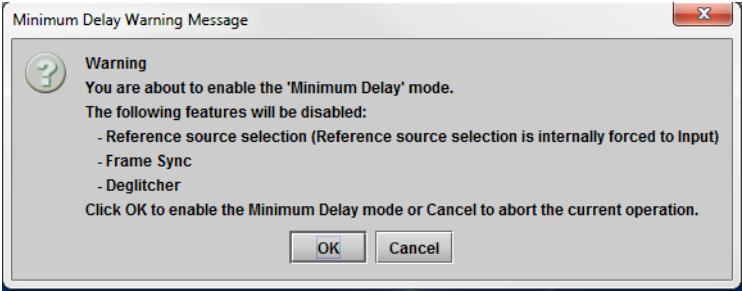 Minimum Delay Warning Message
Warning
You are about to enable the 'Minimum Delay' mode.
The following features will be disabled:
- Reference source selection (Reference source selection is internally forced to Input)
- Frame Sync
- Deglitcher
Click OK to enable the Minimum Delay mode or Cancel to abort the current operation.
OK Cancel